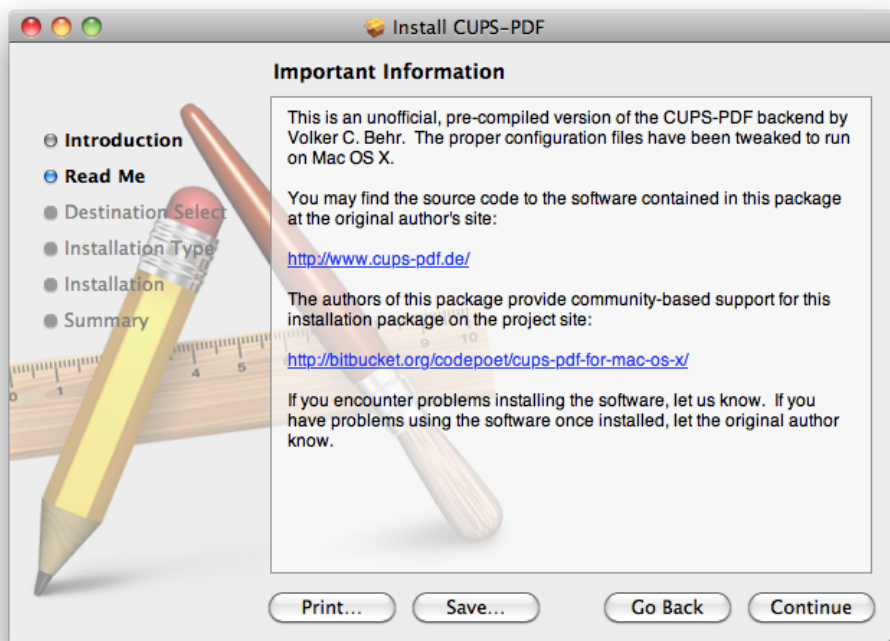 Install CUPS-PDF
Important Information
Introduction
Read Me
Destination Select
Installation Type
Installation
Summary
This is an unofficial, pre-compiled version of the CUPS-PDF backend by
Volker C. Behr.  The proper configuration files have been tweaked to run
on Mac OS X.
You may find the source code to the software contained in this package
at the original author's site:
http://www.cups-pdf.de/
The authors of this package provide community-based support for this
installation package on the project site:
http://bitbucket.org/codepoet/cups-pdf-for-mac-os-x/
If you encounter problems installing the software, let us know.  If you
have problems using the software once installed, let the original author
know.
0 1 4 5 9 10
Print... Save... Go Back Continue